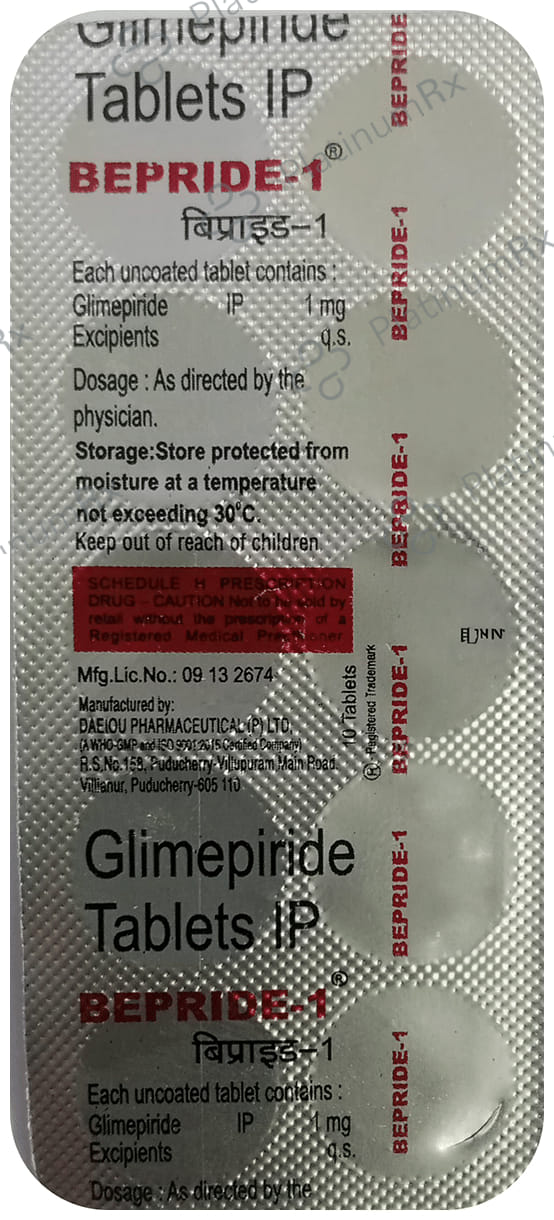 Glimepiride
Tablets IP
BEPRIDE-1®
बिप्राइड-1
Each uncoated tablet contains :
Glimepiride IP 1 mg
Excipients q.s.
Dosage : As directed by the
physician.
Storage:Store protected from
moisture at a temperature
not exceeding 30°C.
Keep out of reach of children.
SCHEDULE H PRESCRIPTION
DRUG - CAUTION Not to be sold by
retail without the prescription of a
Registered Medical Practitioner
Mfg.Lic.No.: 09 13 2674
Manufactured by:
DAEIOU PHARMACEUTICAL (P) LTD,
(A WHO-GMP and ISO 9001:2015 Certified Company)
R.S.No.158, Puducherry-Villupuram Main Road.
Villianur, Puducherry-605 110
10 Tablets
® Registered Trademark
Glimepiride
Tablets IP
BEPRIDE-1®
बिप्राइड-1
Each uncoated tablet contains :
Glimepiride IP 1 mg
Excipients q.s.
Dosage : As directed by the
BEPRIDE
BEPRIDE-1
BEPRIDE-1
BEPRIDE-1
BEPRIDE-1
BEPRIDE-1
PlatinumRx
PlatinumRx